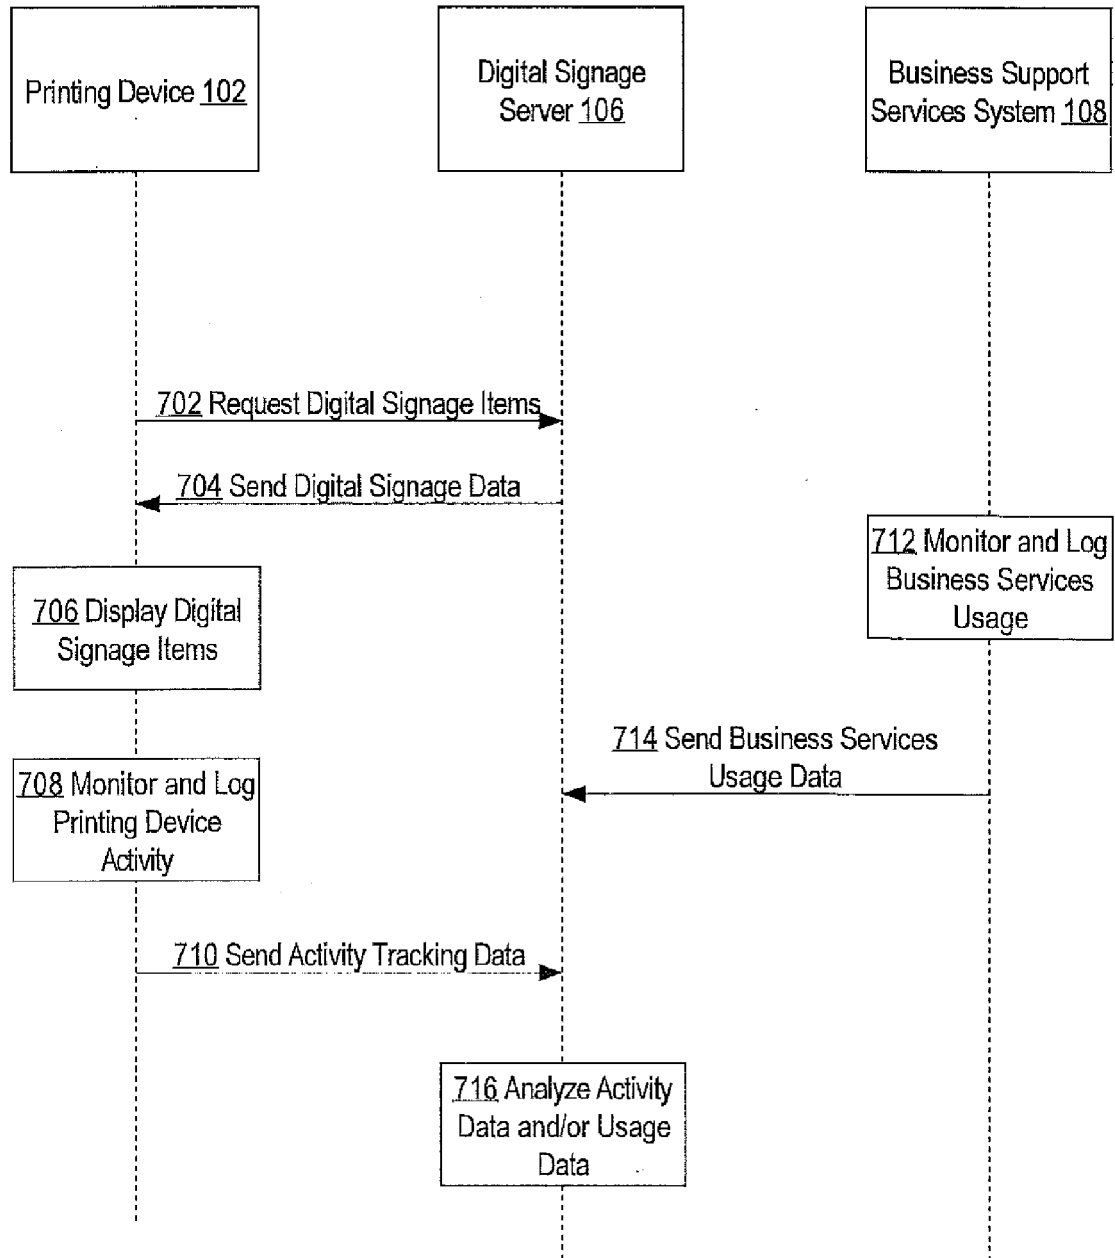 Printing Device 102
Digital Signage
Server 106
Business Support
Services System 108
702 Request Digital Signage Items
704 Send Digital Signage Data
712 Monitor and Log
Business Services
Usage
706 Display Digital
Signage Items
714 Send Business Services
Usage Data
708 Monitor and Log
Printing Device
Activity
710 Send Activity Tracking Data
716 Analyze Activity
Data and/or Usage
Data